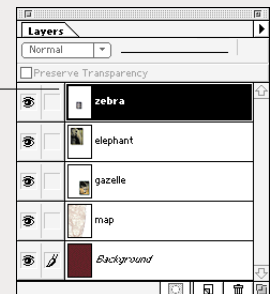 Layers
Normal
Preserve Transparency
zebra
elephant
gazelle
map
Background